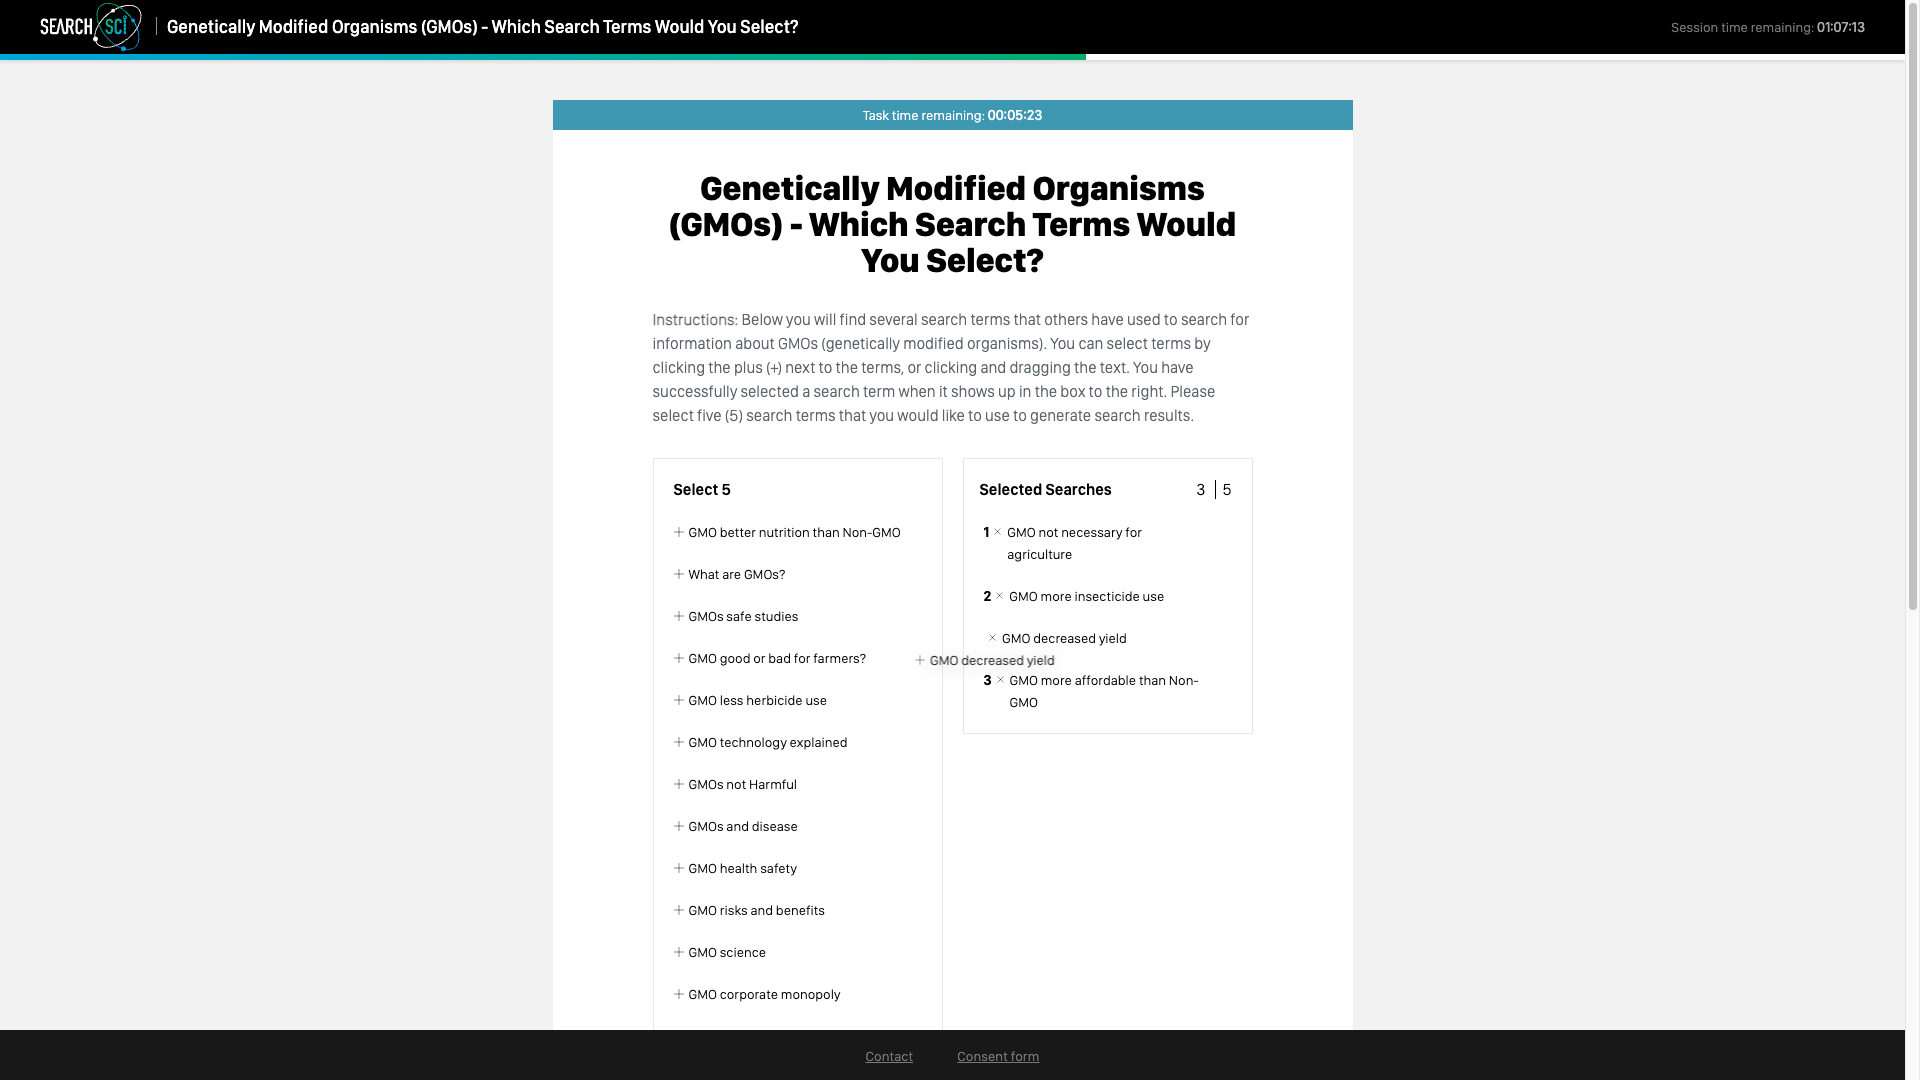 SEARCH SCI | Genetically Modified Organisms (GMOs) - Which Search Terms Would You Select?
Session time remaining: 01:07:13
Task time remaining: 00:05:23
Genetically Modified Organisms
(GMOs) - Which Search Terms Would
You Select?
Instructions: Below you will find several search terms that others have used to search for
information about GMOs (genetically modified organisms). You can select terms by
clicking the plus (+) next to the terms, or clicking and dragging the text. You have
successfully selected a search term when it shows up in the box to the right. Please
select five (5) search terms that you would like to use to generate search results.
Select 5
+ GMO better nutrition than Non-GMO
+ What are GMOs?
+ GMOs safe studies
+ GMO good or bad for farmers?
+ GMO less herbicide use
+ GMO technology explained
+ GMOs not Harmful
+ GMOs and disease
+ GMO health safety
+ GMO risks and benefits
+ GMO science
+ GMO corporate monopoly
Selected Searches 3 | 5
1 × GMO not necessary for
agriculture
2 × GMO more insecticide use
× GMO decreased yield
+ GMO decreased yield
3 × GMO more affordable than Non-
GMO
Contact Consent form